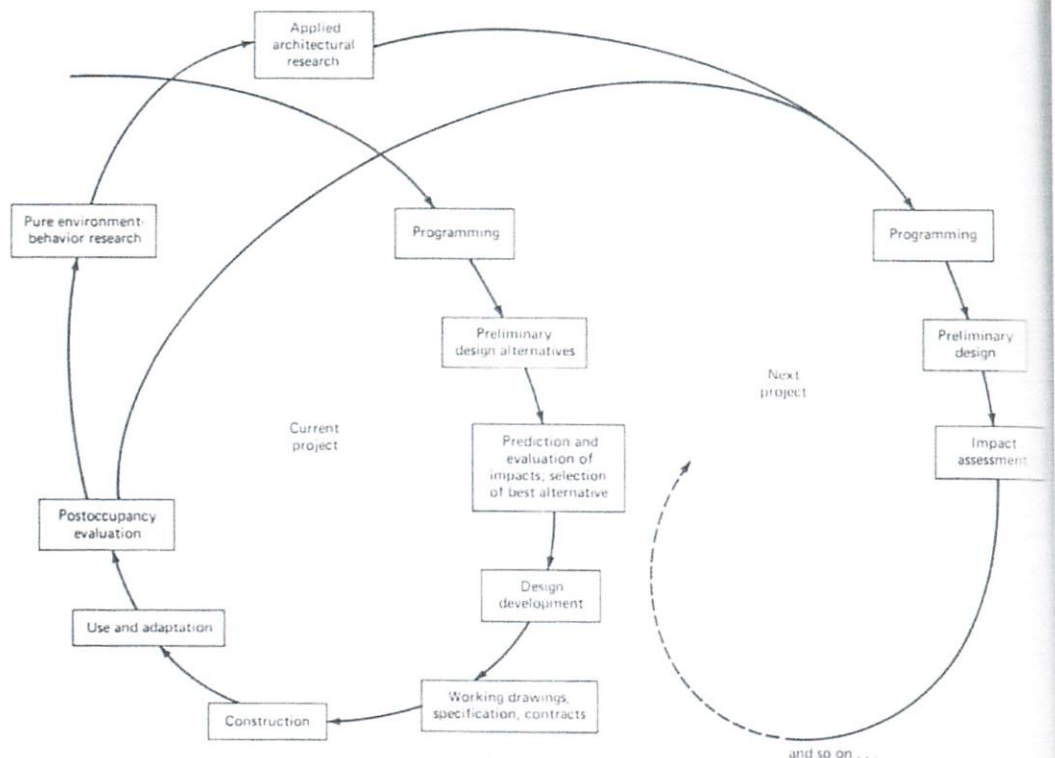 Applied
architectural
research
Pure environment-
behavior research
Programming
Programming
Preliminary
design alternatives
Preliminary
design
Next
project
Current
project
Prediction and
evaluation of
impacts; selection
of best alternative
Impact
assessment
Postoccupancy
evaluation
Design
development
Use and adaptation
Working drawings,
specification, contracts
Construction
and so on . . .